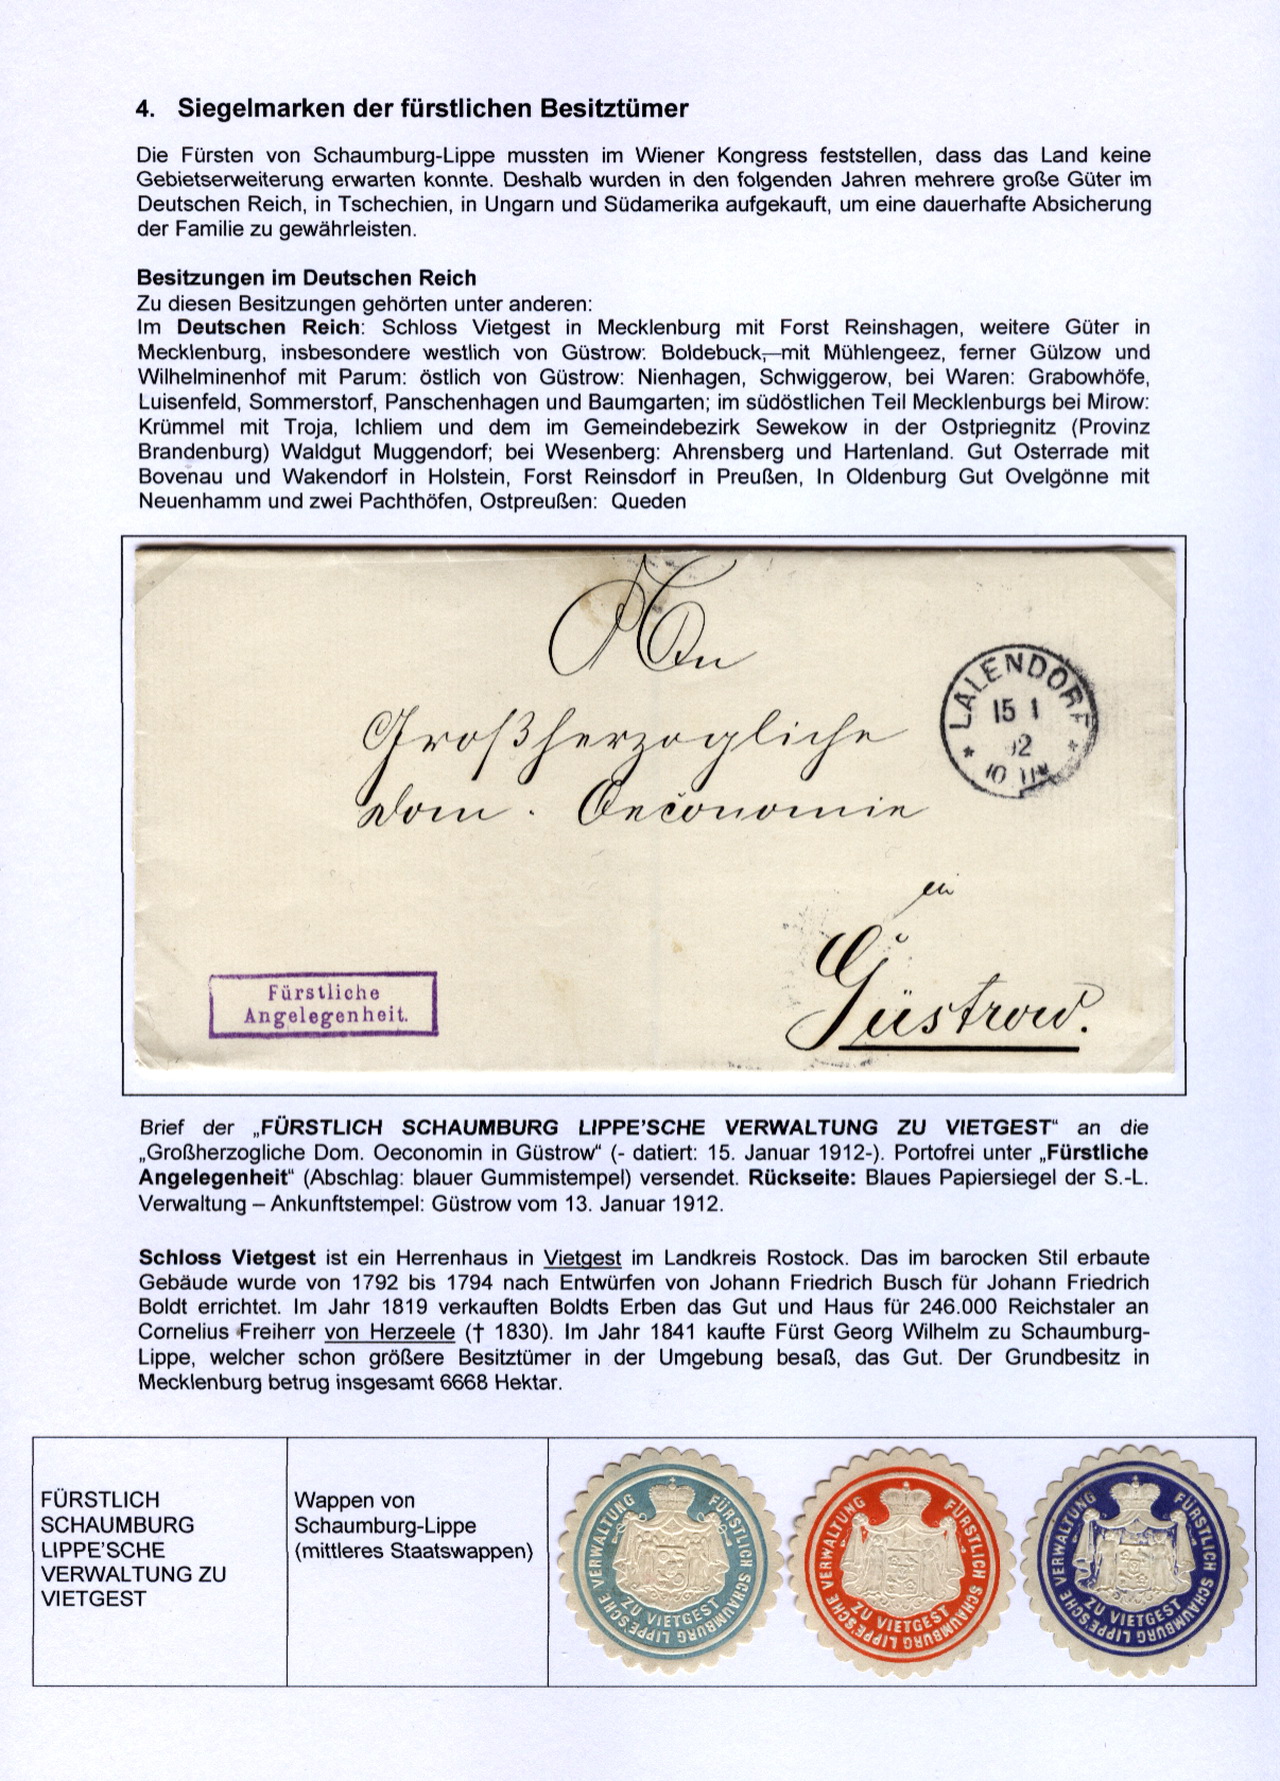 4. Siegelmarken der fürstlichen Besitztümer
Die Fürsten von Schaumburg-Lippe mussten im Wiener Kongress feststellen, dass das Land keine
Gebietserweiterung erwarten konnte. Deshalb wurden in den folgenden Jahren mehrere große Güter im
Deutschen Reich, in Tschechien, in Ungarn und Südamerika aufgekauft, um eine dauerhafte Absicherung
der Familie zu gewährleisten.
Besitzungen im Deutschen Reich
Zu diesen Besitzungen gehörten unter anderen:
Im Deutschen Reich: Schloss Vietgest in Mecklenburg mit Forst Reinshagen, weitere Güter in
Mecklenburg, insbesondere westlich von Güstrow: Boldebuck,—mit Mühlengeez, ferner Gülzow und
Wilhelminenhof mit Parum: östlich von Güstrow: Nienhagen, Schwiggerow, bei Waren: Grabowhöfe,
Luisenfeld, Sommerstorf, Panschenhagen und Baumgarten; im südöstlichen Teil Mecklenburgs bei Mirow:
Krümmel mit Troja, Ichliem und dem im Gemeindebezirk Sewekow in der Ostpriegnitz (Provinz
Brandenburg) Waldgut Muggendorf; bei Wesenberg: Ahrensberg und Hartenland. Gut Osterrade mit
Bovenau und Wakendorf in Holstein, Forst Reinsdorf in Preußen, In Oldenburg Gut Ovelgönne mit
Neuenhamm und zwei Pachthöfen, Ostpreußen: Queden
An
Großherzogliche
Dom. Oeconomie
in
Güstrow.
LALENDORF
15 1
12
Fürstliche
Angelegenheit.
Brief der „FÜRSTLICH SCHAUMBURG LIPPE'SCHE VERWALTUNG ZU VIETGEST“ an die
„Großherzogliche Dom. Oeconomin in Güstrow“ (- datiert: 15. Januar 1912-). Portofrei unter „Fürstliche
Angelegenheit“ (Abschlag: blauer Gummistempel) versendet. Rückseite: Blaues Papiersiegel der S.-L.
Verwaltung – Ankunftstempel: Güstrow vom 13. Januar 1912.
Schloss Vietgest ist ein Herrenhaus in Vietgest im Landkreis Rostock. Das im barocken Stil erbaute
Gebäude wurde von 1792 bis 1794 nach Entwürfen von Johann Friedrich Busch für Johann Friedrich
Boldt errichtet. Im Jahr 1819 verkauften Boldts Erben das Gut und Haus für 246.000 Reichstaler an
Cornelius Freiherr von Herzeele († 1830). Im Jahr 1841 kaufte Fürst Georg Wilhelm zu Schaumburg-
Lippe, welcher schon größere Besitztümer in der Umgebung besaß, das Gut. Der Grundbesitz in
Mecklenburg betrug insgesamt 6668 Hektar.
FÜRSTLICH
SCHAUMBURG
LIPPE'SCHE
VERWALTUNG ZU
VIETGEST
Wappen von
Schaumburg-Lippe
(mittleres Staatswappen)
FÜRSTLICH SCHAUMBURG LIPPE'SCHE VERWALTUNG
ZU VIETGEST
FÜRSTLICH SCHAUMBURG LIPPE'SCHE VERWALTUNG
ZU VIETGEST
FÜRSTLICH SCHAUMBURG LIPPE'SCHE VERWALTUNG
ZU VIETGEST